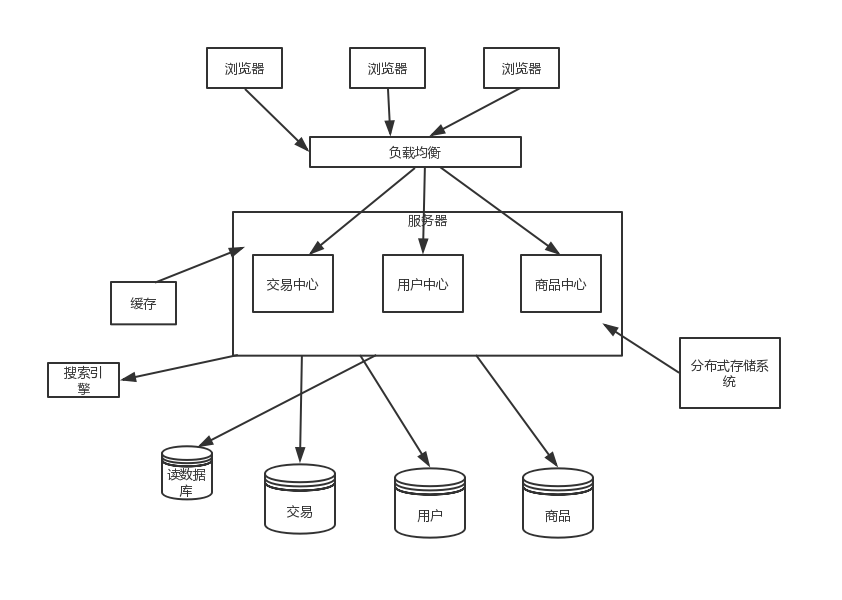 浏览器
浏览器
浏览器
负载均衡
服务器
交易中心
用户中心
商品中心
缓存
搜索引
擎
分布式存储系
统
读数据
库
交易
用户
商品